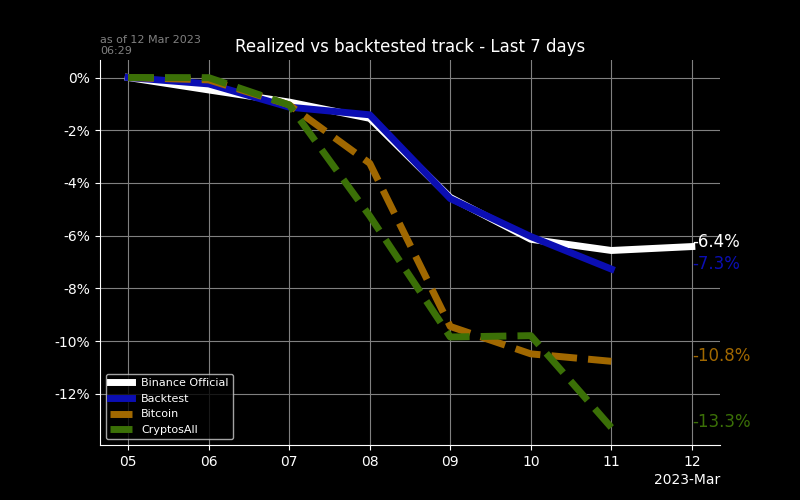 as of 12 Mar 2023
06:29
Realized vs backtested track - Last 7 days
0%
-2%
-4%
-6%
-8%
-10%
-12%
-6.4%
-7.3%
-10.8%
-13.3%
Binance Official
Backtest
Bitcoin
CryptosAll
05 06 07 08 09 10 11 12
2023-Mar